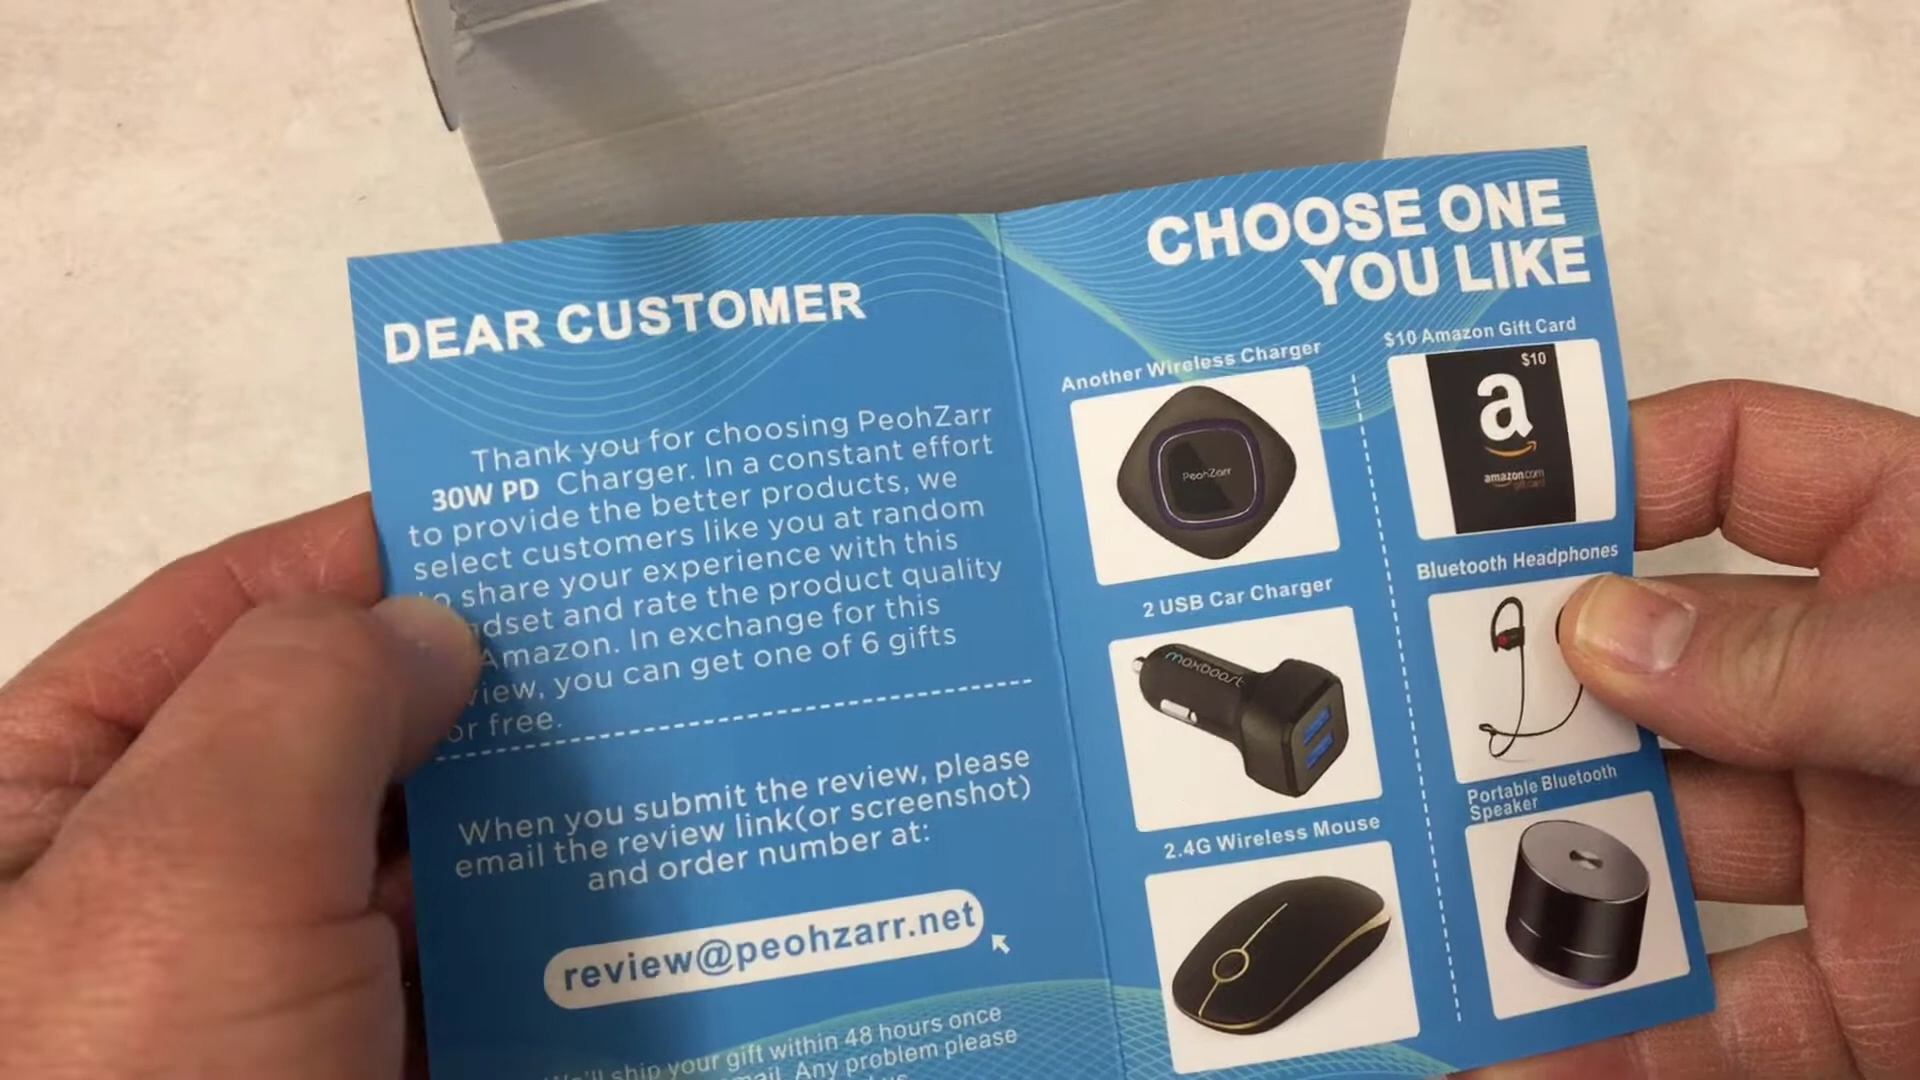 DEAR CUSTOMER
Thank you for choosing PeohZarr
30W PD Charger. In a constant effort
to provide the better products, we
select customers like you at random
share your experience with this
and rate the product quality
Amazon. In exchange for this
you can get one of 6 gifts
free.
When you submit the review, please
email the review link(or screenshot)
and order number at:
review@peohzarr.net
ship your gift within 48 hours once
Any problem please
CHOOSE ONE
YOU LIKE
Another Wireless Charger
PeohZarr
$10 Amazon Gift Card
$10
a
amazon.com
gift card
2 USB Car Charger
maxboost
Bluetooth Headphones
2.4G Wireless Mouse
Portable Bluetooth
Speaker